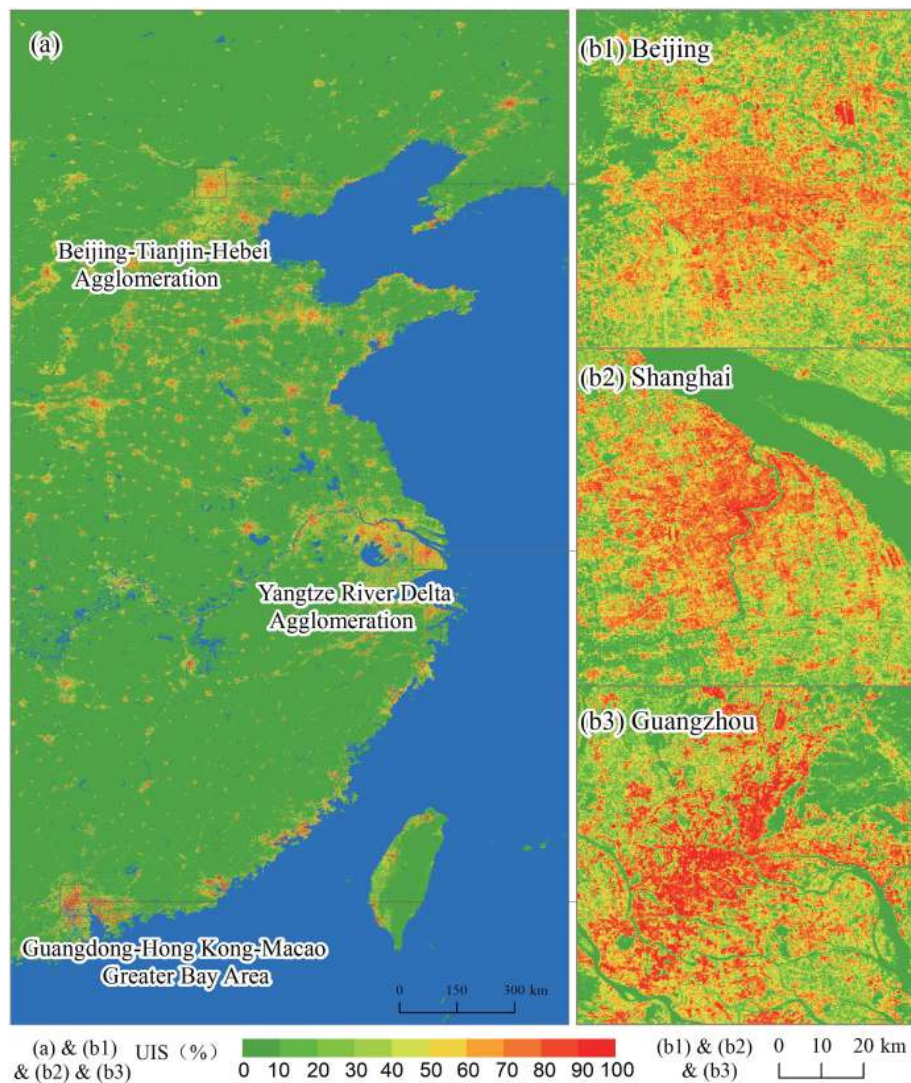 (a)
(b1) Beijing
Beijing-Tianjin-Hebei
Agglomeration
(b2) Shanghai
Yangtze River Delta
Agglomeration
(b3) Guangzhou
Guangdong-Hong Kong-Macao
Greater Bay Area
0 150 300 km
(a) & (b1)
& (b2) & (b3)
UIS（%）
0 10 20 30 40 50 60 70 80 90 100
(b1) & (b2)
& (b3)
0 10 20 km